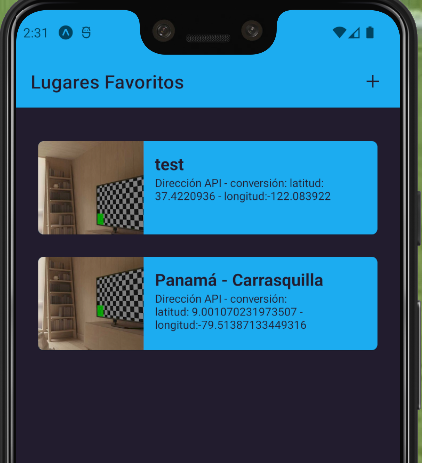 2:31
Lugares Favoritos +
test
Dirección API - conversión: latitud:
37.4220936 - longitud:-122.083922
Panamá - Carrasquilla
Dirección API - conversión:
latitud: 9.001070231973507 -
longitud:-79.51387133449316